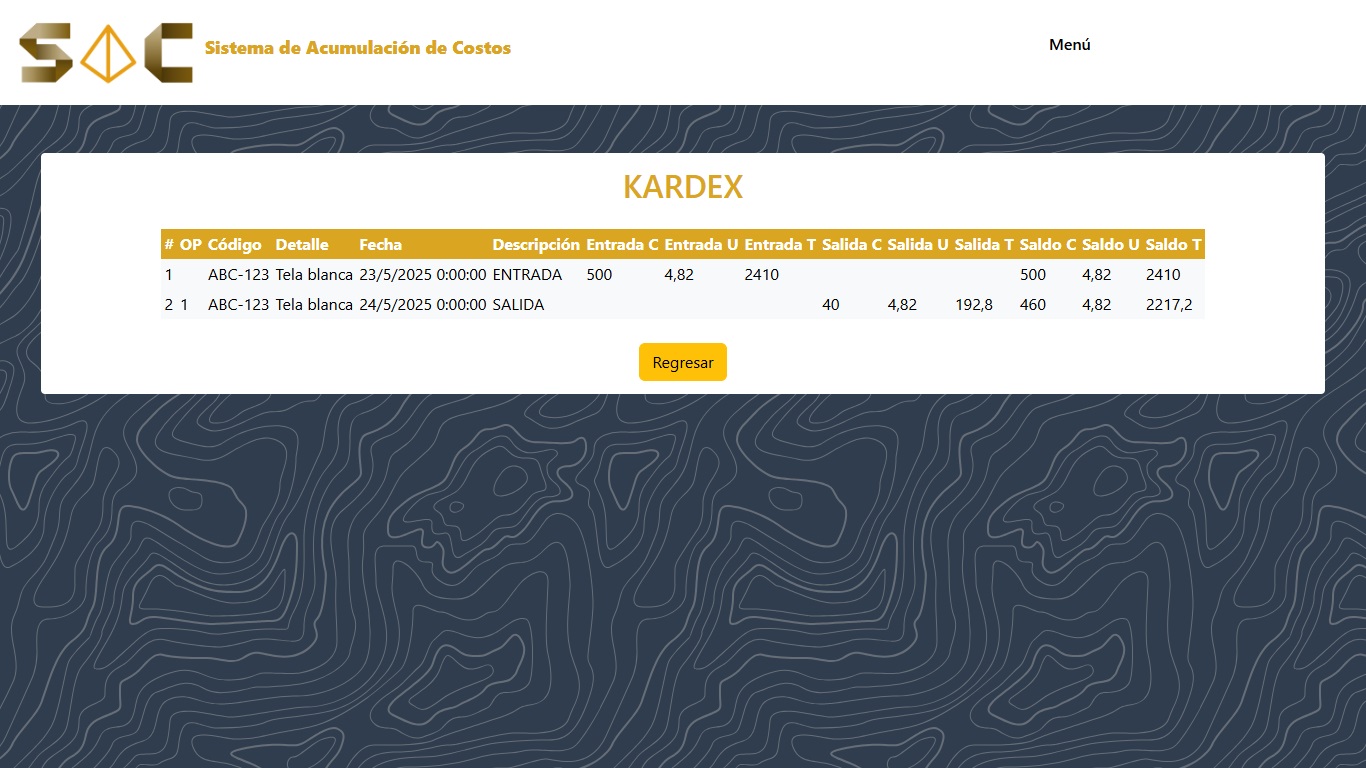 SAC Sistema de Acumulación de Costos
Menú
KARDEX
# OP Código Detalle Fecha Descripción Entrada C Entrada U Entrada T Salida C Salida U Salida T Saldo C Saldo U Saldo T
1 ABC-123 Tela blanca 23/5/2025 0:00:00 ENTRADA 500 4,82 2410 500 4,82 2410
2 1 ABC-123 Tela blanca 24/5/2025 0:00:00 SALIDA 40 4,82 192,8 460 4,82 2217,2
Regresar